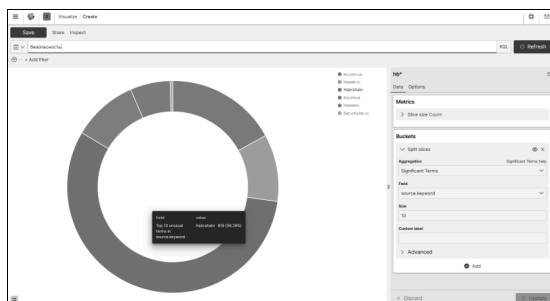 Visualize / Create
Save Share Inspect
безопасность
KQL Refresh
+ Add filter
Habrahabr
Securitylab.ru
field value
Top 10 unusual terms in source.keyword
Habrahabr
hb*
Data Options
Metrics
Slice size Count
Buckets
Split slices
Aggregation Significant Terms help
Significant Terms
Field
source.keyword
Size
10
Custom label
Advanced
Add
Discard Update